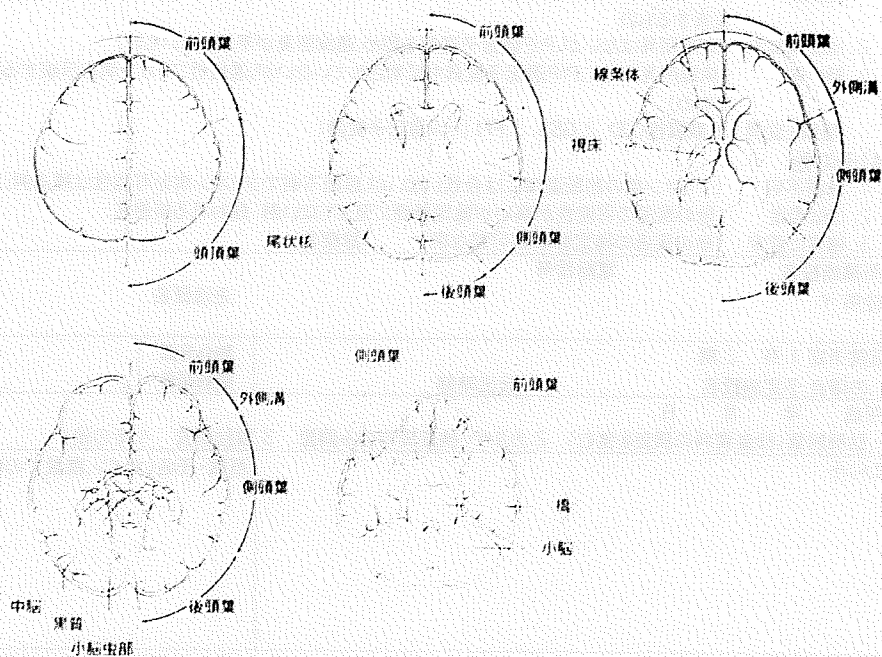 前頭葉
頭頂葉
前頭葉
尾状核
側頭葉
後頭葉
前頭葉
線条体
外側溝
視床
側頭葉
後頭葉
前頭葉
外側溝
側頭葉
中脳
黒質
小脳虫部
後頭葉
側頭葉
前頭葉
橋
小脳